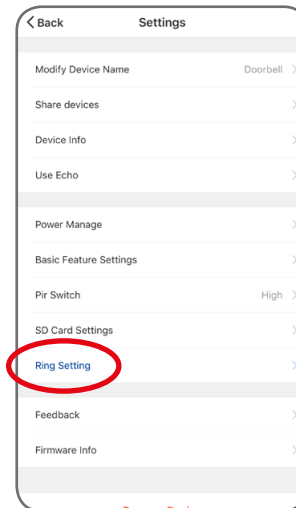 Back Settings
Modify Device Name Doorbell
Share devices
Device Info
Use Echo
Power Manage
Basic Feature Settings
Pir Switch High
SD Card Settings
Ring Setting
Feedback
Firmware Info